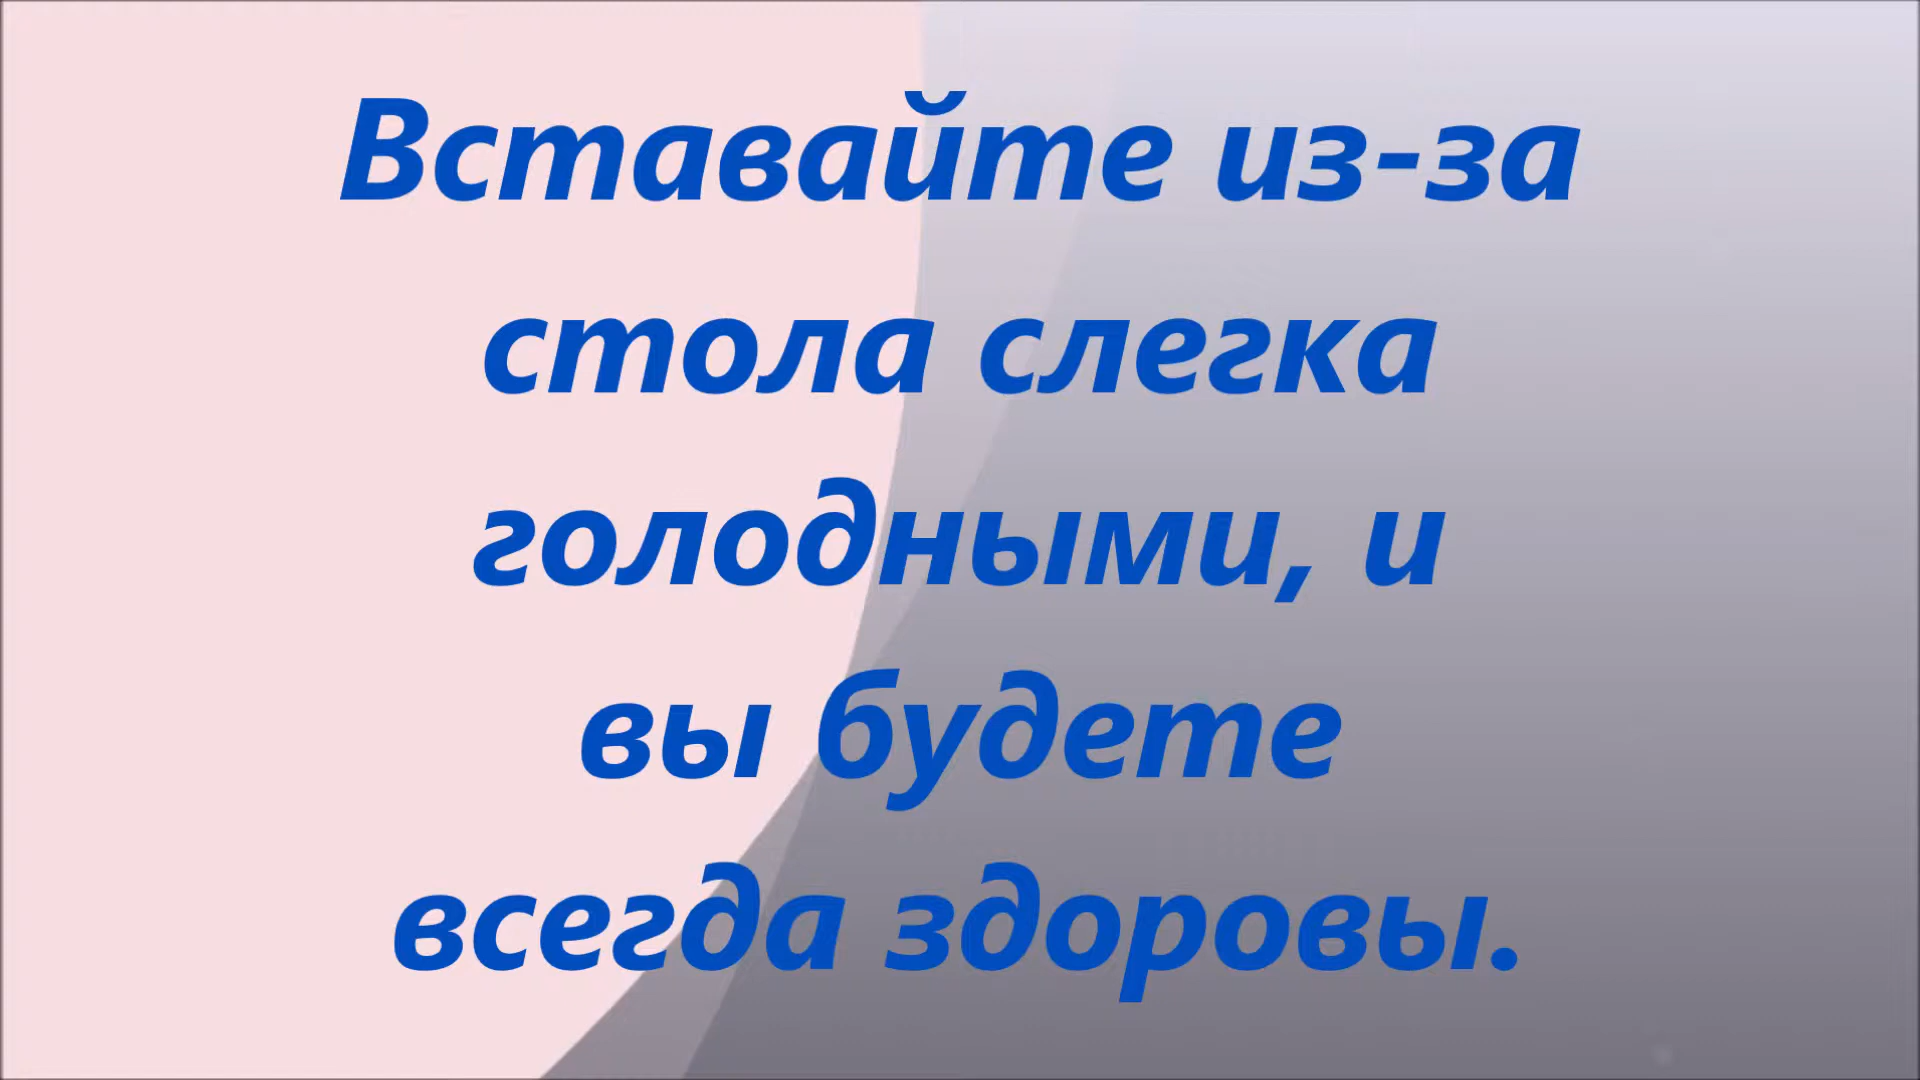 Вставайте из-за
стола слегка
голодными, и
вы будете
всегда здоровы.